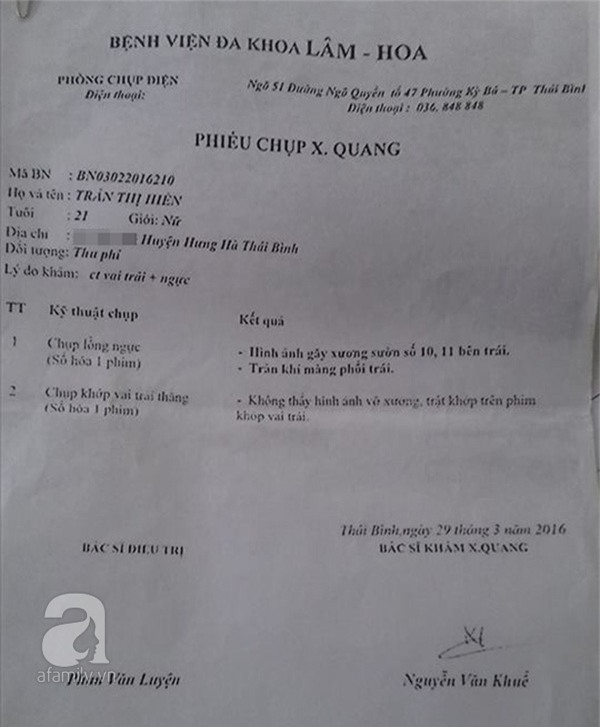 BỆNH VIỆN ĐA KHOA LÂM - HOA
PHÒNG CHỤP ĐIỆN
Điện thoại:
Ngõ 51 Đường Ngô Quyền tổ 47 Phường Kỳ Bá – TP Thái Bình
Điện thoại : 036. 848 848
PHIẾU CHỤP X. QUANG
Mã BN : BN03022016210
Họ và tên : TRẦN THỊ HIỀN
Tuổi : 21 Giới: Nữ
Địa chỉ : Huyện Hưng Hà Thái Bình
Đối tượng: Thu phí
Lý do khám: ct vai trái + ngực
TT Kỹ thuật chụp Kết quả
1 Chụp lồng ngực
(Số hóa 1 phim)
- Hình ảnh gãy xương sườn số 10, 11 bên trái.
- Tràn khí màng phổi trái.
2 Chụp khớp vai trái thẳng
(Số hóa 1 phim)
- Không thấy hình ảnh vỡ xương, trật khớp trên phim
khớp vai trái.
Thái Bình,ngày 29 tháng 3 năm 2016
BÁC SĨ ĐIỀU TRỊ
BÁC SĨ KHÁM X.QUANG
a
afamily.vn
Phan Văn Luyện
Nguyễn Văn Khuê